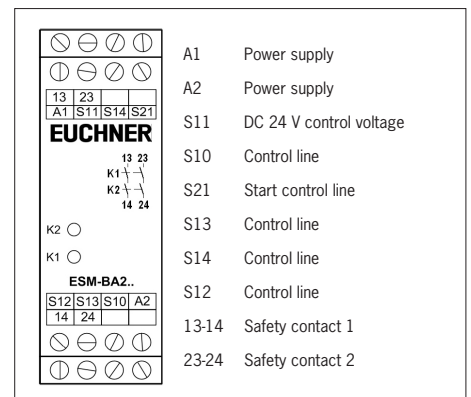 13 23
A1 S11 S14 S21
EUCHNER
13 23
K1
K2
14 24
K2
K1
ESM-BA2..
S12 S13 S10 A2
14 24
A1 Power supply
A2 Power supply
S11 DC 24 V control voltage
S10 Control line
S21 Start control line
S13 Control line
S14 Control line
S12 Control line
13-14 Safety contact 1
23-24 Safety contact 2